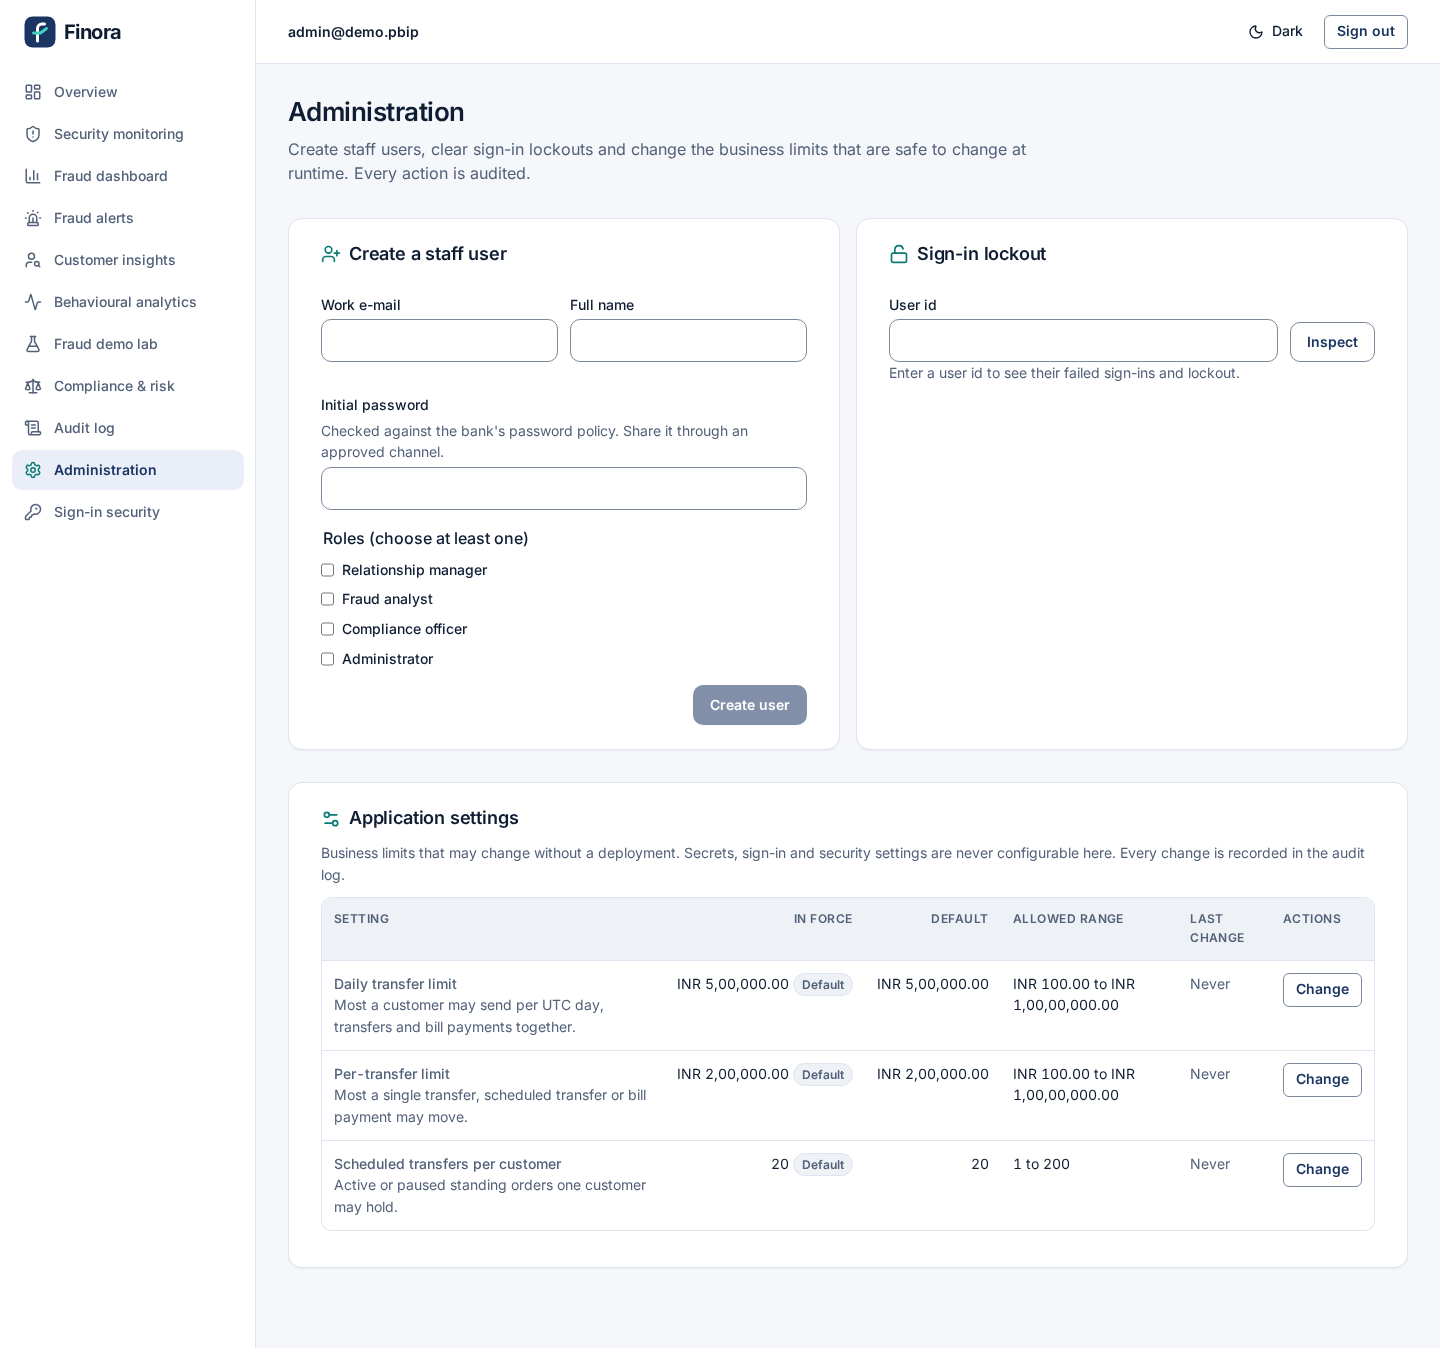 Finora
admin@demo.pbip
Dark
Sign out
Overview
Security monitoring
Fraud dashboard
Fraud alerts
Customer insights
Behavioural analytics
Fraud demo lab
Compliance & risk
Audit log
Administration
Sign-in security
Administration
Create staff users, clear sign-in lockouts and change the business limits that are safe to change at
runtime. Every action is audited.
Create a staff user
Work e-mail
Full name
Initial password
Checked against the bank's password policy. Share it through an
approved channel.
Roles (choose at least one)
Relationship manager
Fraud analyst
Compliance officer
Administrator
Create user
Sign-in lockout
User id
Inspect
Enter a user id to see their failed sign-ins and lockout.
Application settings
Business limits that may change without a deployment. Secrets, sign-in and security settings are never configurable here. Every change is recorded in the audit
log.
SETTING IN FORCE DEFAULT ALLOWED RANGE LAST CHANGE ACTIONS
Daily transfer limit
Most a customer may send per UTC day,
transfers and bill payments together.
INR 5,00,000.00 Default
INR 5,00,000.00
INR 100.00 to INR
1,00,00,000.00
Never
Change
Per-transfer limit
Most a single transfer, scheduled transfer or bill
payment may move.
INR 2,00,000.00 Default
INR 2,00,000.00
INR 100.00 to INR
1,00,00,000.00
Never
Change
Scheduled transfers per customer
Active or paused standing orders one customer
may hold.
20 Default
20
1 to 200
Never
Change